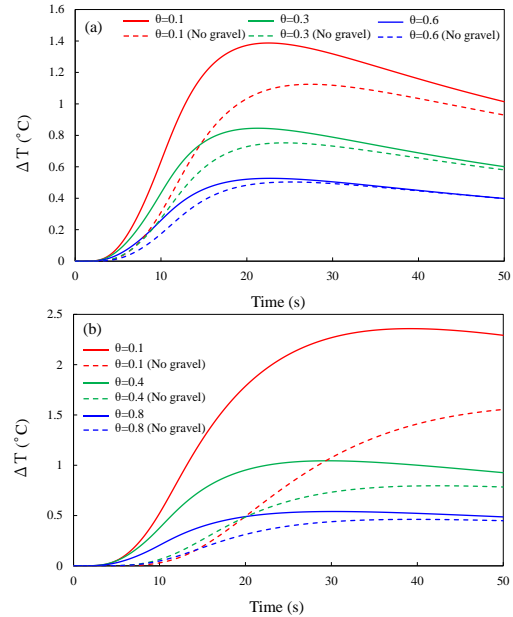 (a)
θ=0.1 θ=0.3 θ=0.6
θ=0.1 (No gravel) θ=0.3 (No gravel) θ=0.6 (No gravel)
1.6
1.4
1.2
1
0.8
0.6
0.4
0.2
0
Δ T (°C)
0 10 20 30 40 50
Time (s)
(b)
θ=0.1
θ=0.1 (No gravel)
θ=0.4
θ=0.4 (No gravel)
θ=0.8
θ=0.8 (No gravel)
2.5
2
1.5
1
0.5
0
Δ T (°C)
0 10 20 30 40 50
Time (s)